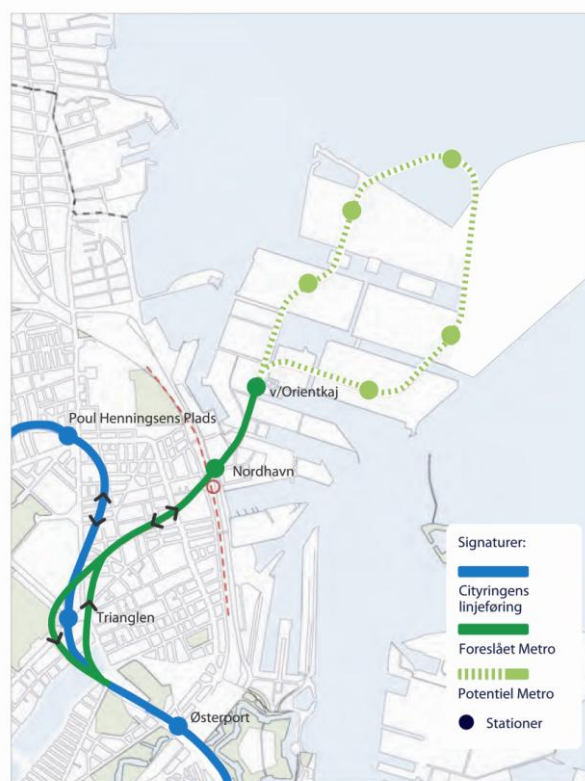 v/Orientkaj
Poul Henningsens Plads
Nordhavn
Trianglen
Østerport
Signaturer:
Cityringens
linjeføring
Foreslået Metro
Potentiel Metro
Stationer